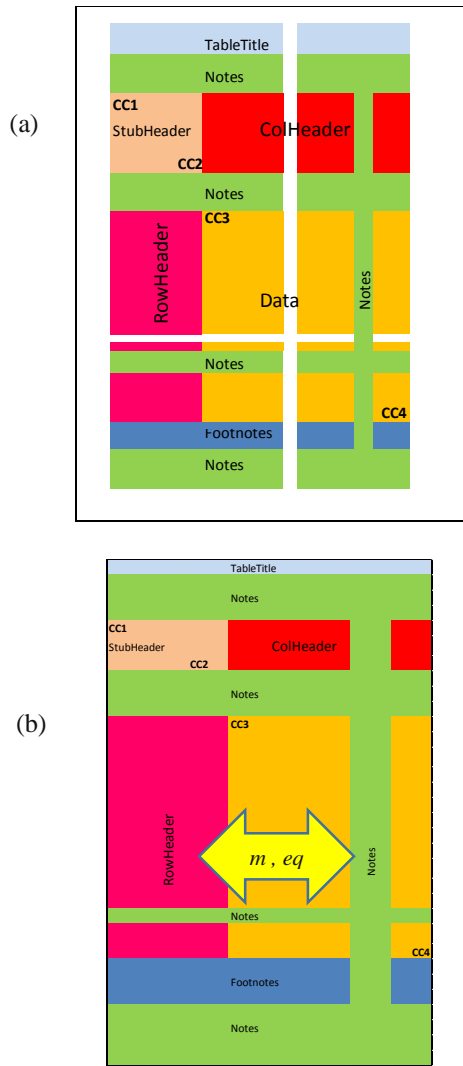 (a)
TableTitle
Notes
CC1
StubHeader
ColHeader
CC2
Notes
CC3
RowHeader
Data
Notes
Notes
CC4
Footnotes
Notes
(b)
TableTitle
Notes
CC1
StubHeader
ColHeader
CC2
Notes
CC3
RowHeader
m , eq
Notes
Notes
CC4
Footnotes
Notes